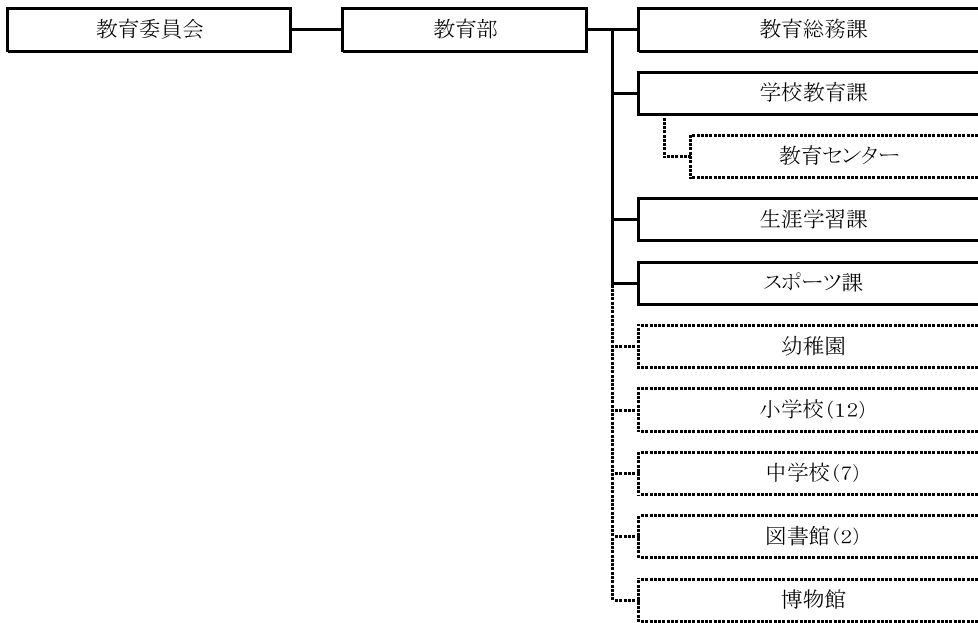 教育委員会
教育部
教育総務課
学校教育課
教育センター
生涯学習課
スポーツ課
幼稚園
小学校(12)
中学校(7)
図書館(2)
博物館